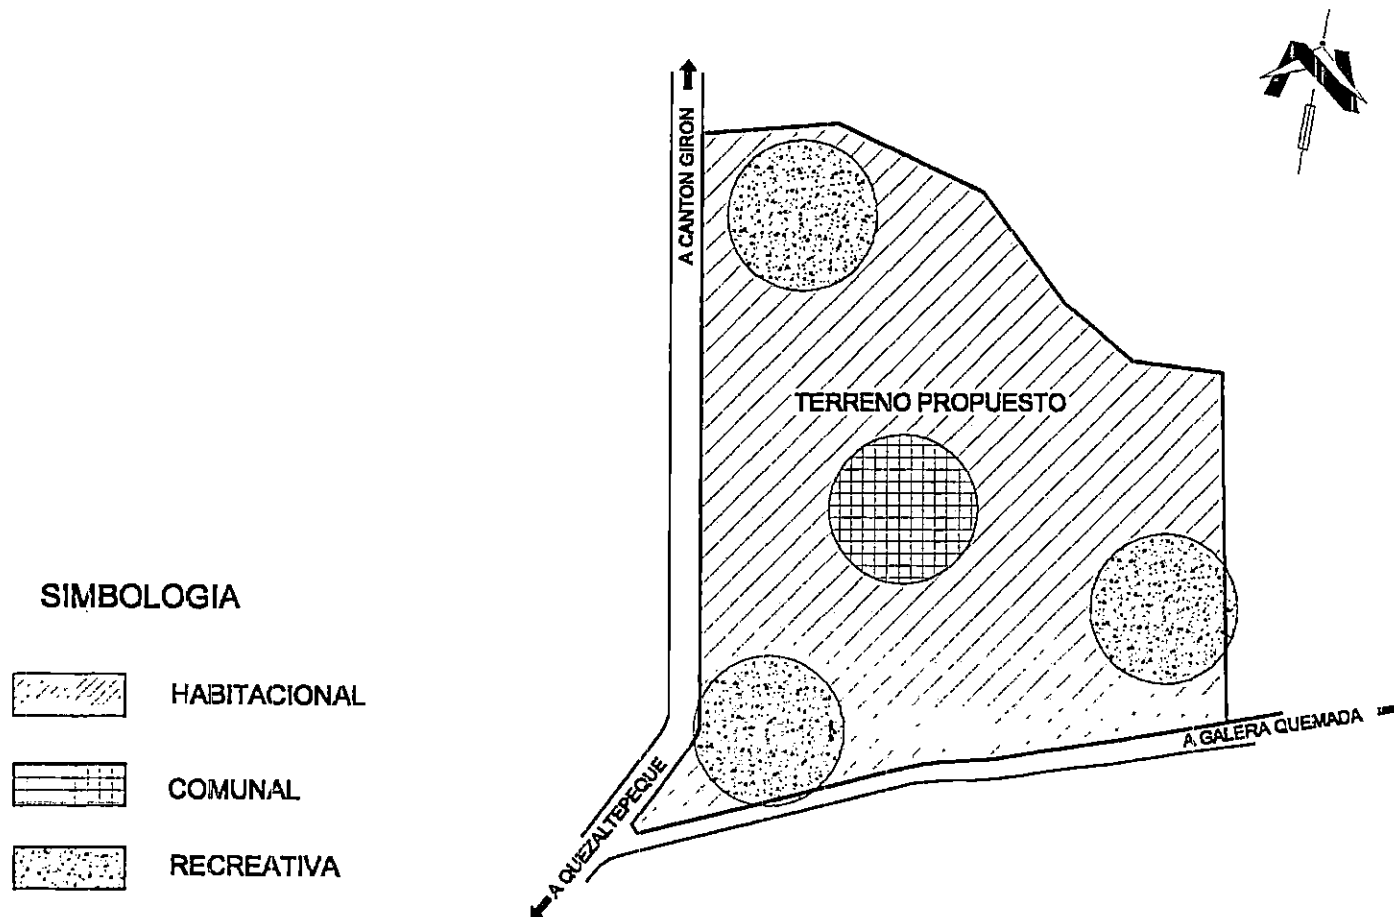 A CANTON GIRON
TERRENO PROPUESTO
SIMBOLOGIA
HABITACIONAL
COMUNAL
RECREATIVA
A QUEZALTEPEQUE
A GALERA QUEMADA